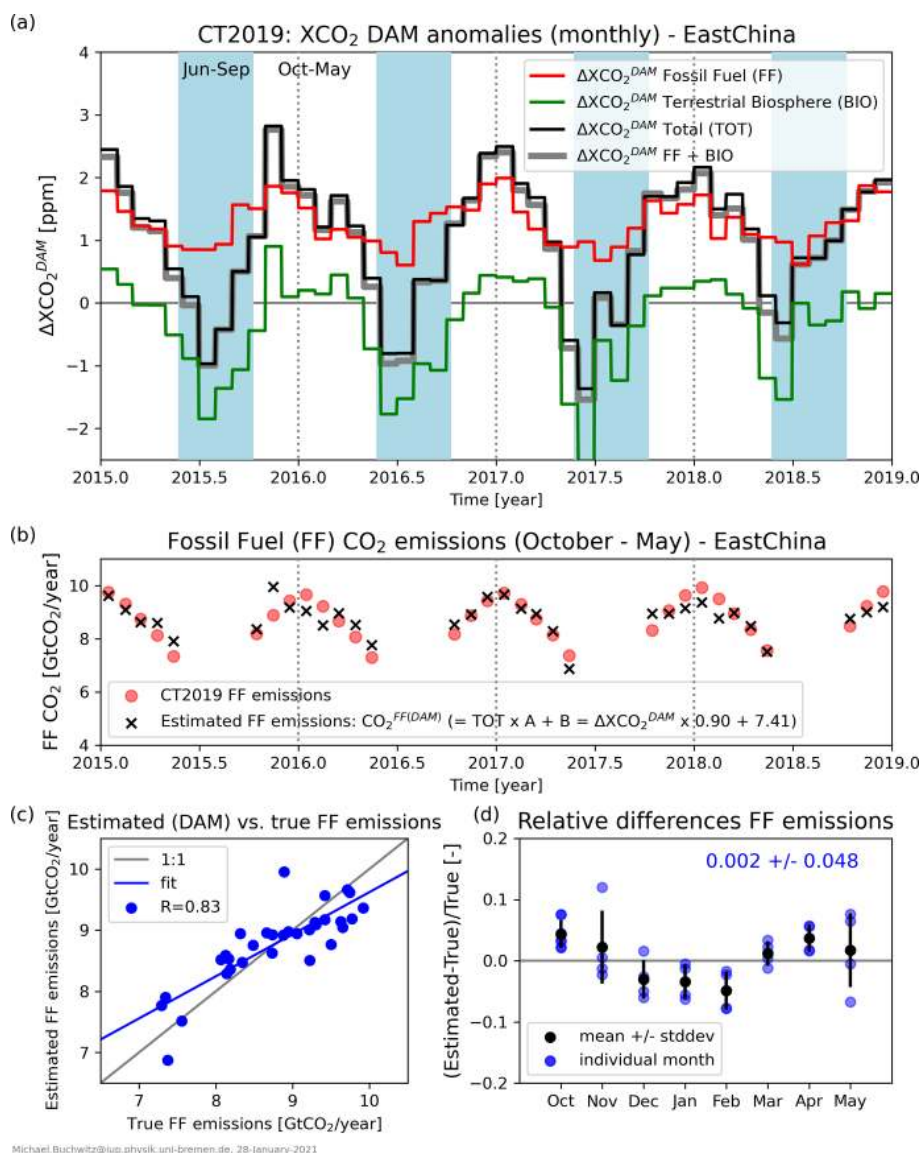 (a)
CT2019: XCO₂ DAM anomalies (monthly) - EastChina
4
3
2
1
0
−1
−2
ΔXCO₂ᴰᴬᴹ [ppm]
Jun-Sep
Oct-May
ΔXCO₂ᴰᴬᴹ Fossil Fuel (FF)
ΔXCO₂ᴰᴬᴹ Terrestrial Biosphere (BIO)
ΔXCO₂ᴰᴬᴹ Total (TOT)
ΔXCO₂ᴰᴬᴹ FF + BIO
2015.0 2015.5 2016.0 2016.5 2017.0 2017.5 2018.0 2018.5 2019.0
Time [year]
(b)
Fossil Fuel (FF) CO₂ emissions (October - May) - EastChina
10
8
6
4
FF CO₂ [GtCO₂/year]
CT2019 FF emissions
Estimated FF emissions: CO₂ᶠᶠ⁽ᴰᴬᴹ⁾ (= TOT x A + B = ΔXCO₂ᴰᴬᴹ x 0.90 + 7.41)
2015.0 2015.5 2016.0 2016.5 2017.0 2017.5 2018.0 2018.5 2019.0
Time [year]
(c)
Estimated (DAM) vs. true FF emissions
1:1
fit
R=0.83
10
9
8
7
Estimated FF emissions [GtCO₂/year]
7 8 9 10
True FF emissions [GtCO₂/year]
(d)
Relative differences FF emissions
0.002 +/- 0.048
0.2
0.1
0.0
−0.1
−0.2
(Estimated-True)/True [-]
mean +/- stddev
individual month
Oct Nov Dec Jan Feb Mar Apr May
Michael.Buchwitz@iup.physik.uni-bremen.de, 28-January-2021